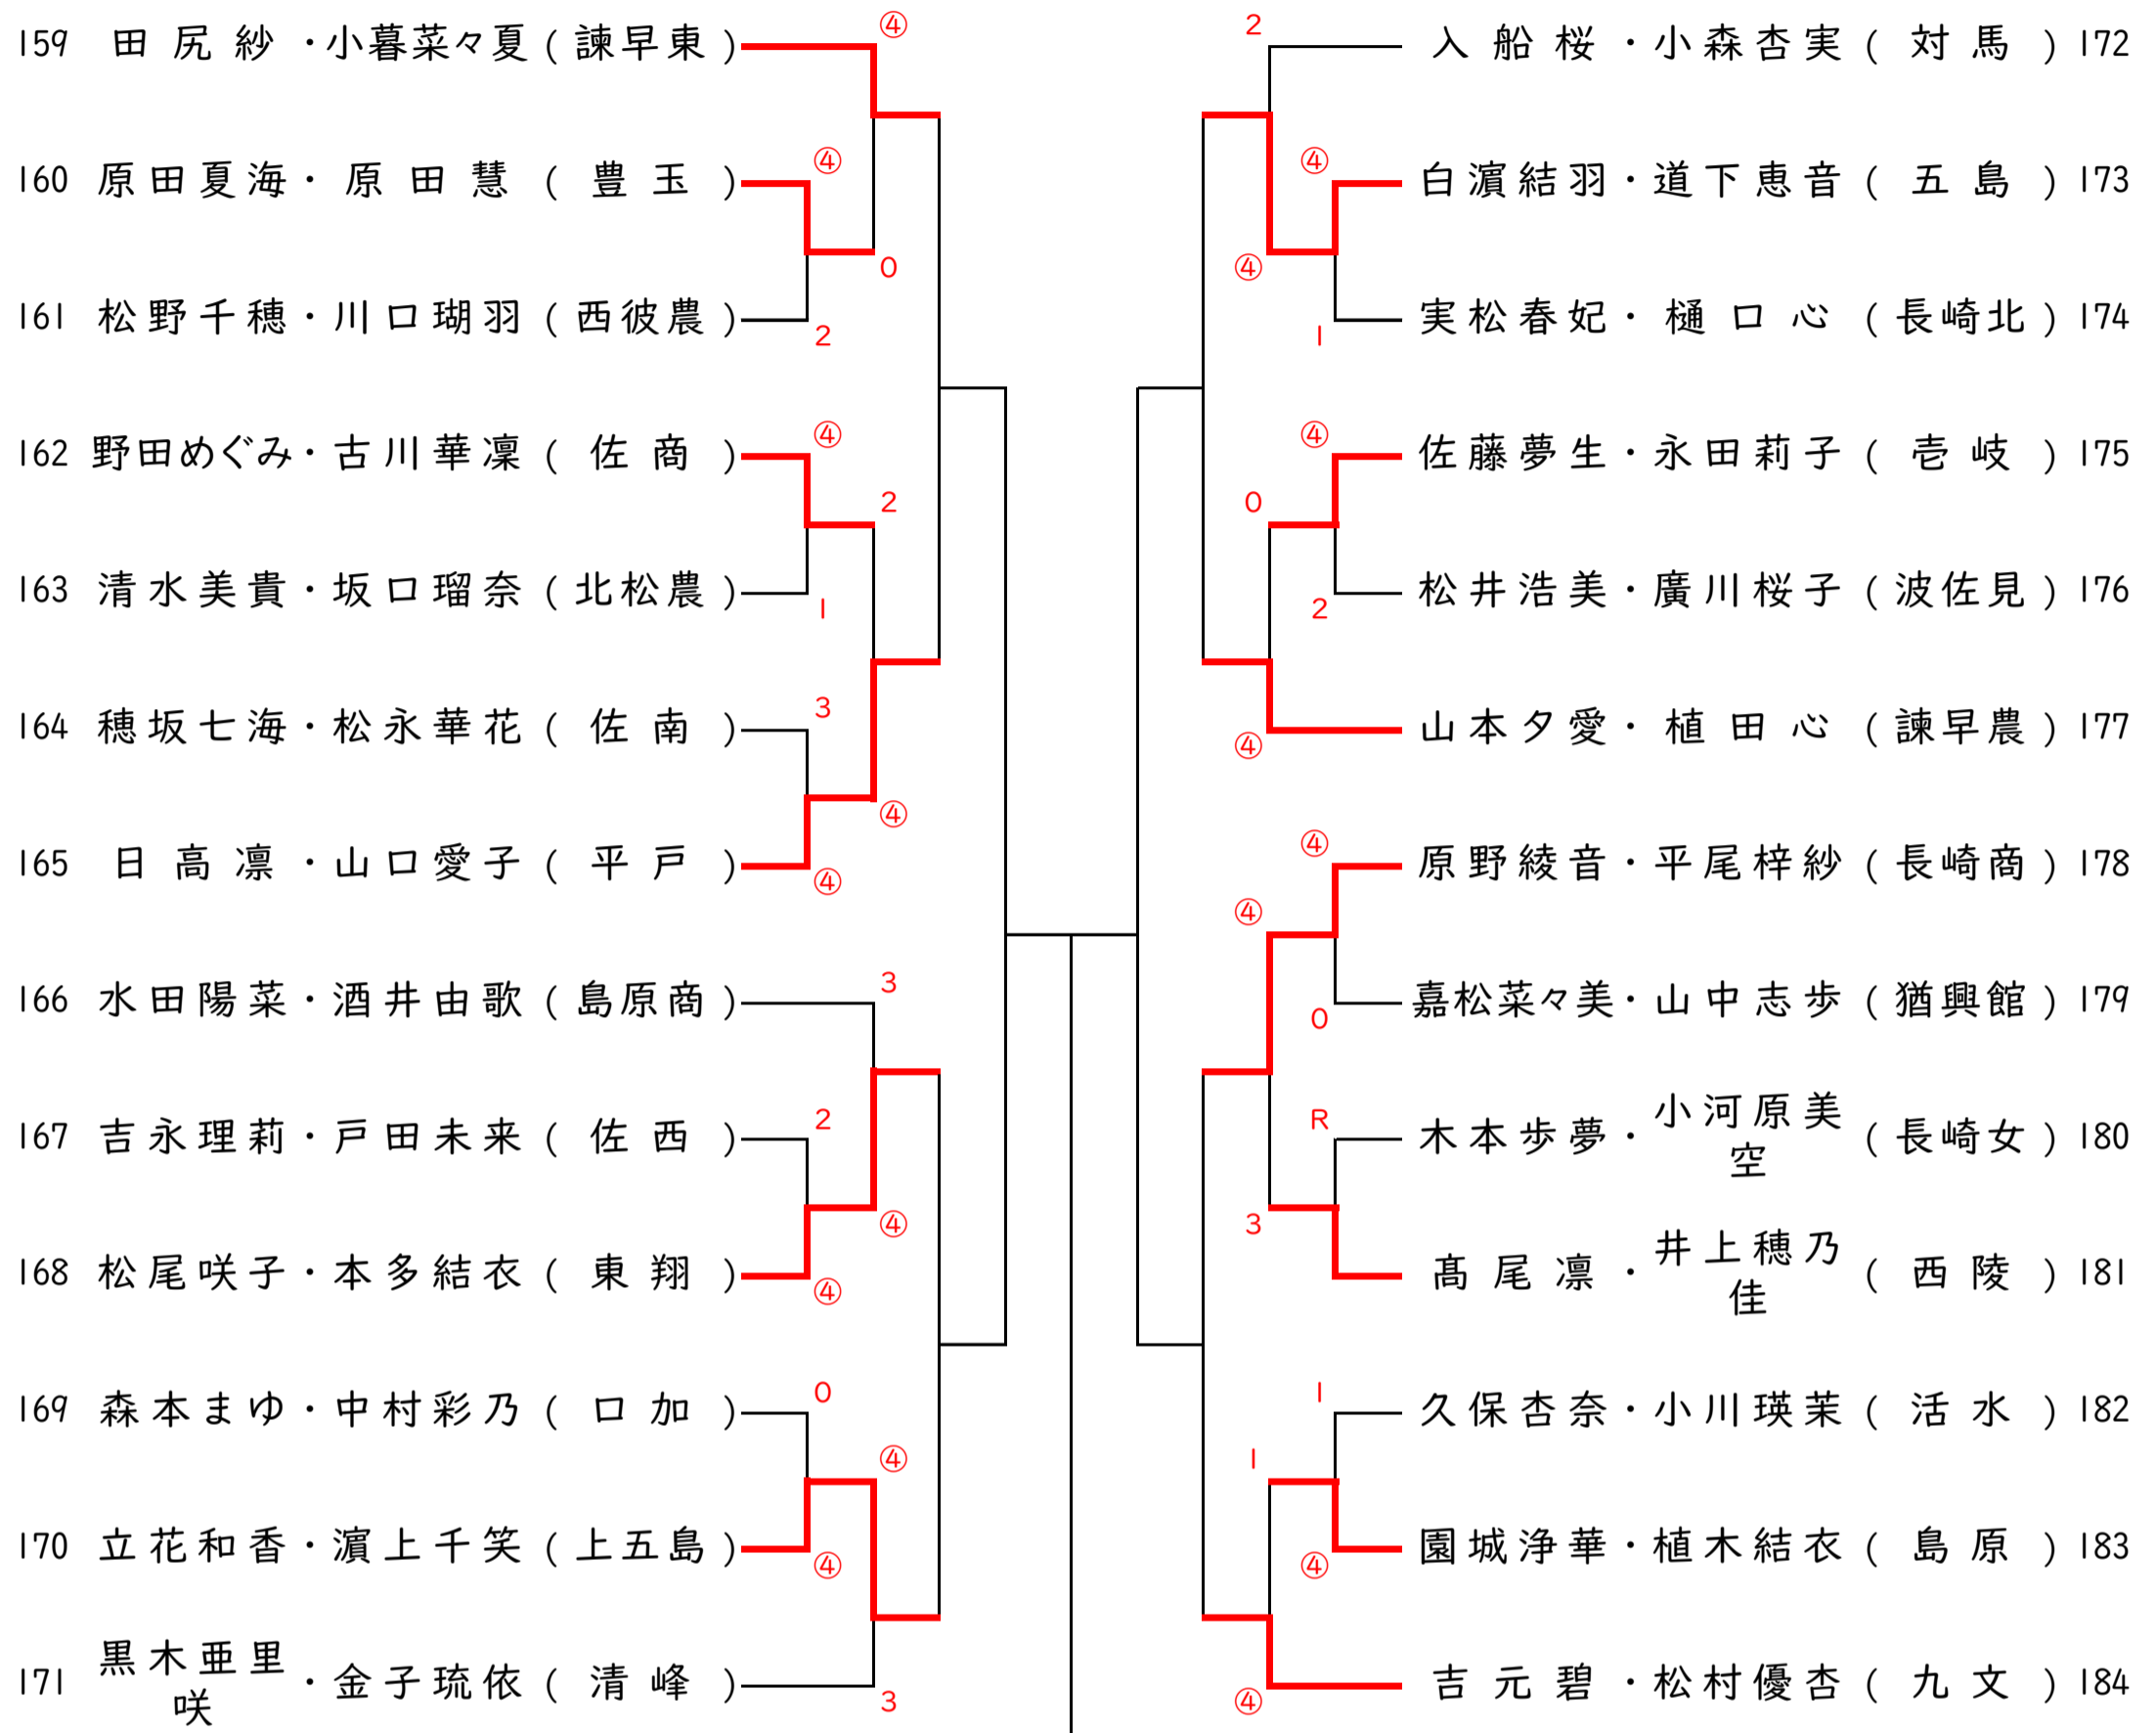 159 田尻紗・小暮菜々夏(諫早東)
④
160 原田夏海・原田慧(豊玉)
④
0
161 松野千穂・川口瑚羽(西彼農)
2
162 野田めぐみ・古川華凜(佐商)
④
2
163 清水美貴・坂口瑠奈(北松農)
1
164 穂坂七海・松永華花(佐南)
3
④
165 日高凛・山口愛子(平戸)
④
166 水田陽菜・酒井由歌(島原商)
3
167 吉永理莉・戸田未来(佐西)
2
④
168 松尾咲子・本多結衣(東翔)
④
169 森本まゆ・中村彩乃(口加)
0
④
170 立花和香・濵上千笑(上五島)
④
171 黒木亜里咲・金子琉依(清峰)
3
2
入船桜・小森杏実(対馬)172
④
白濵結羽・道下恵音(五島)173
④
実松春妃・樋口心(長崎北)174
1
④
佐藤夢生・永田莉子(壱岐)175
0
松井浩美・廣川桜子(波佐見)176
2
山本夕愛・植田心(諫早農)177
④
④
原野綾音・平尾梓紗(長崎商)178
④
嘉松菜々美・山中志歩(猶興館)179
0
R
木本歩夢・小河原美空(長崎女)180
3
髙尾凛・井上穂乃佳(西陵)181
1
久保杏奈・小川瑛茉(活水)182
1
園城浄華・植木結衣(島原)183
④
吉元碧・松村優杏(九文)184
④